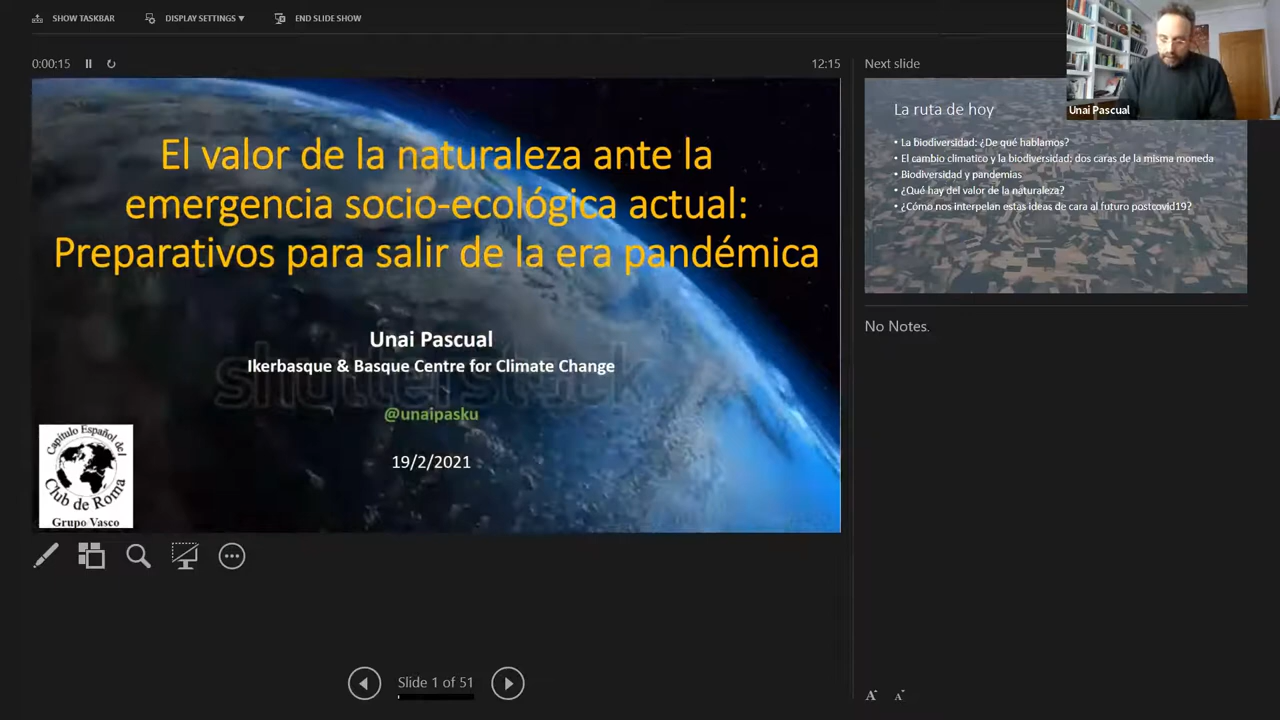 SHOW TASKBAR
DISPLAY SETTINGS ▾
END SLIDE SHOW
0:00:15
12:15
El valor de la naturaleza ante la
emergencia socio-ecológica actual:
Preparativos para salir de la era pandémica
Unai Pascual
Ikerbasque & Basque Centre for Climate Change
shutterstock
@unaipasku
19/2/2021
Capítulo Español del
Club de Roma
Grupo Vasco
Slide 1 of 51
Next slide
La ruta de hoy
• La biodiversidad: ¿De qué hablamos?
• El cambio climatico y la biodiversidad: dos caras de la misma moneda
• Biodiversidad y pandemias
• ¿Qué hay del valor de la naturaleza?
• ¿Cómo nos interpelan estas ideas de cara al futuro postcovid19?
Unai Pascual
No Notes.
A A